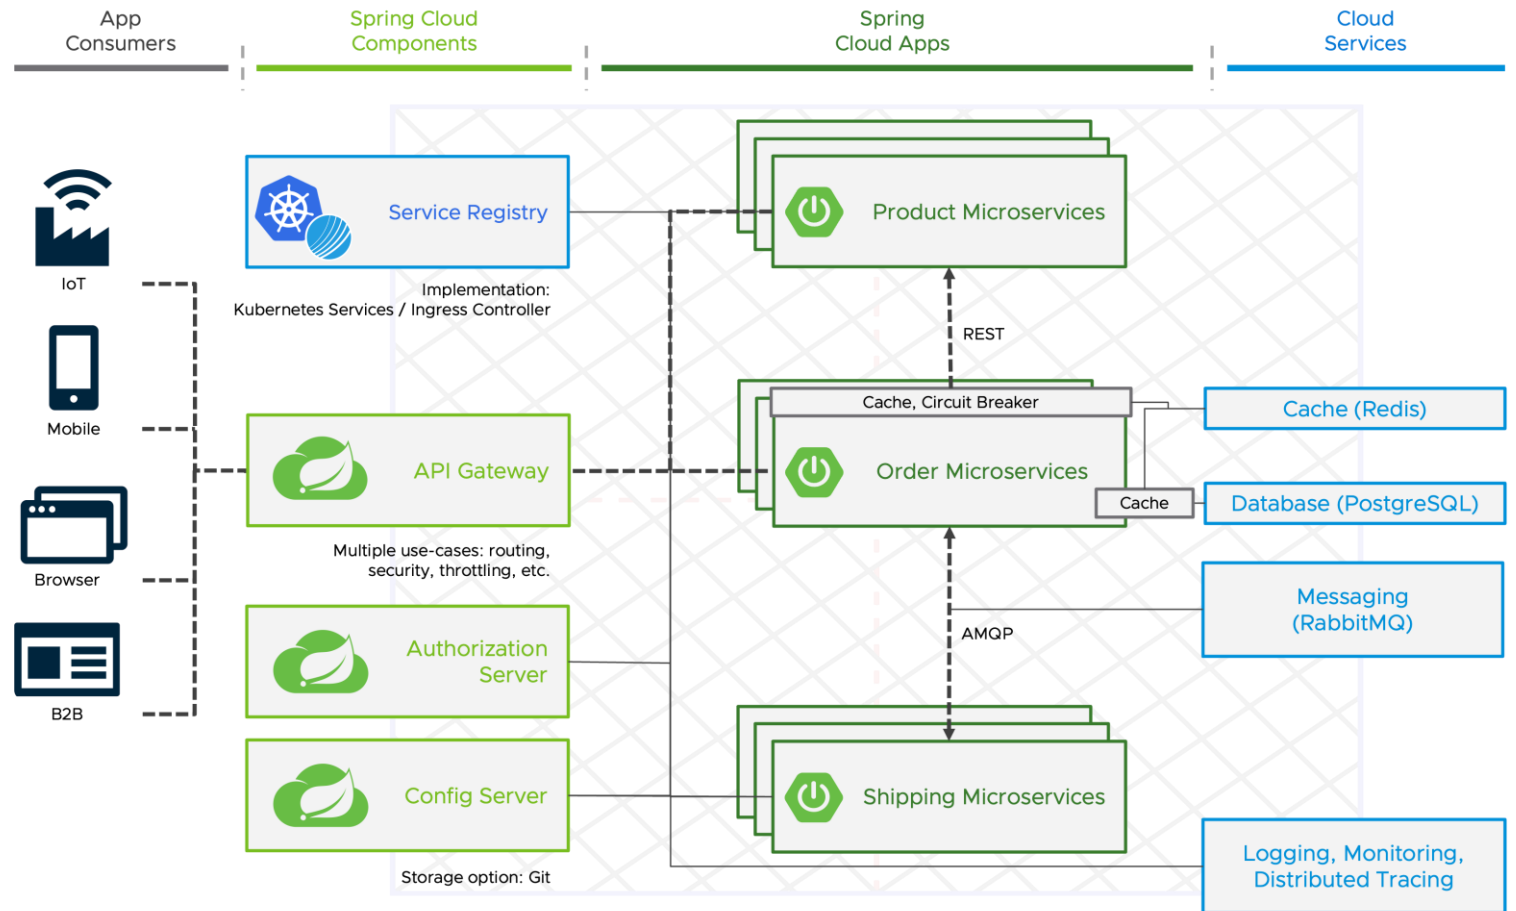 App
Consumers
Spring Cloud
Components
Spring
Cloud Apps
Cloud
Services
IoT
Mobile
Browser
B2B
Service Registry
Implementation:
Kubernetes Services / Ingress Controller
API Gateway
Multiple use-cases: routing,
security, throttling, etc.
Authorization
Server
Config Server
Storage option: Git
Product Microservices
REST
Cache, Circuit Breaker
Order Microservices
Cache
AMQP
Shipping Microservices
Cache (Redis)
Database (PostgreSQL)
Messaging
(RabbitMQ)
Logging, Monitoring,
Distributed Tracing